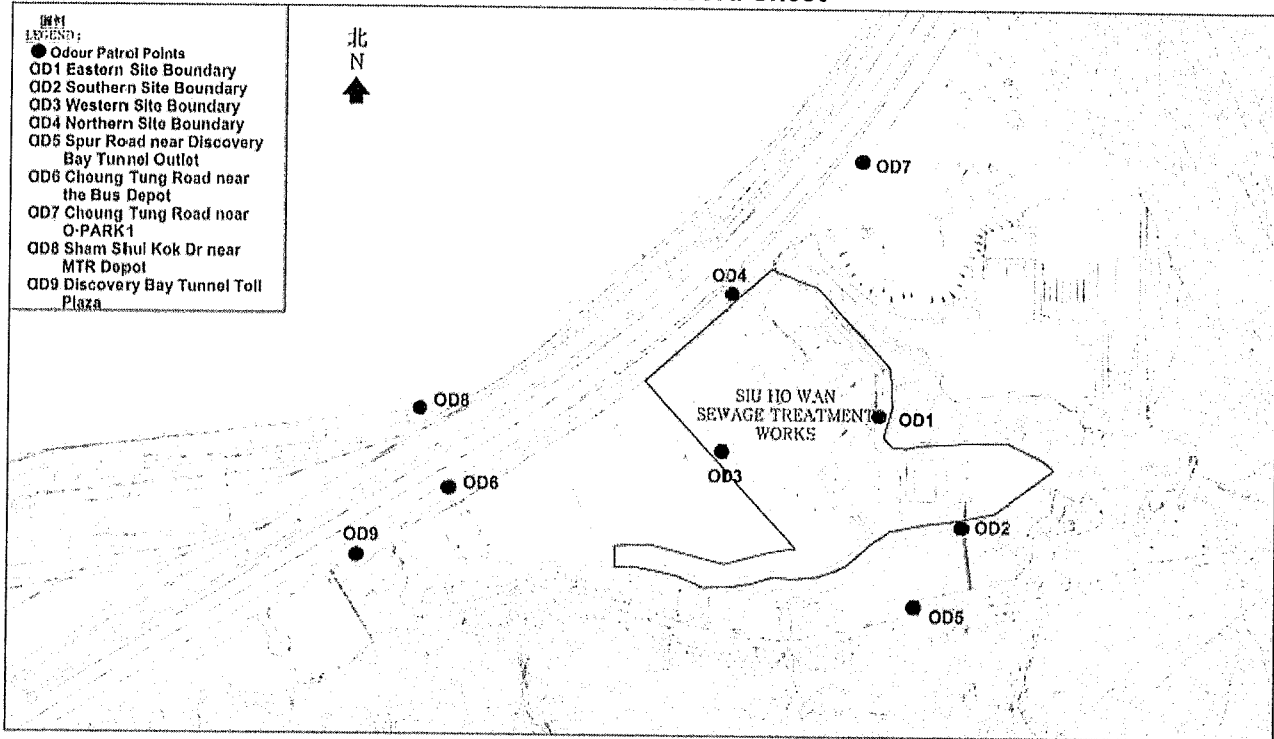 圖例
LEGEND:
Odour Patrol Points
OD1 Eastern Site Boundary
OD2 Southern Site Boundary
OD3 Western Site Boundary
OD4 Northern Site Boundary
OD5 Spur Road near Discovery
Bay Tunnel Outlet
OD6 Cheung Tung Road near
the Bus Depot
OD7 Cheung Tung Road near
O-PARK1
OD8 Sham Shui Kok Dr near
MTR Depot
OD9 Discovery Bay Tunnel Toll
Plaza
北
N
OD7
OD4
OD8
SIU HO WAN
SEWAGE TREATMENT
WORKS
OD1
OD3
OD6
OD9
OD2
OD5